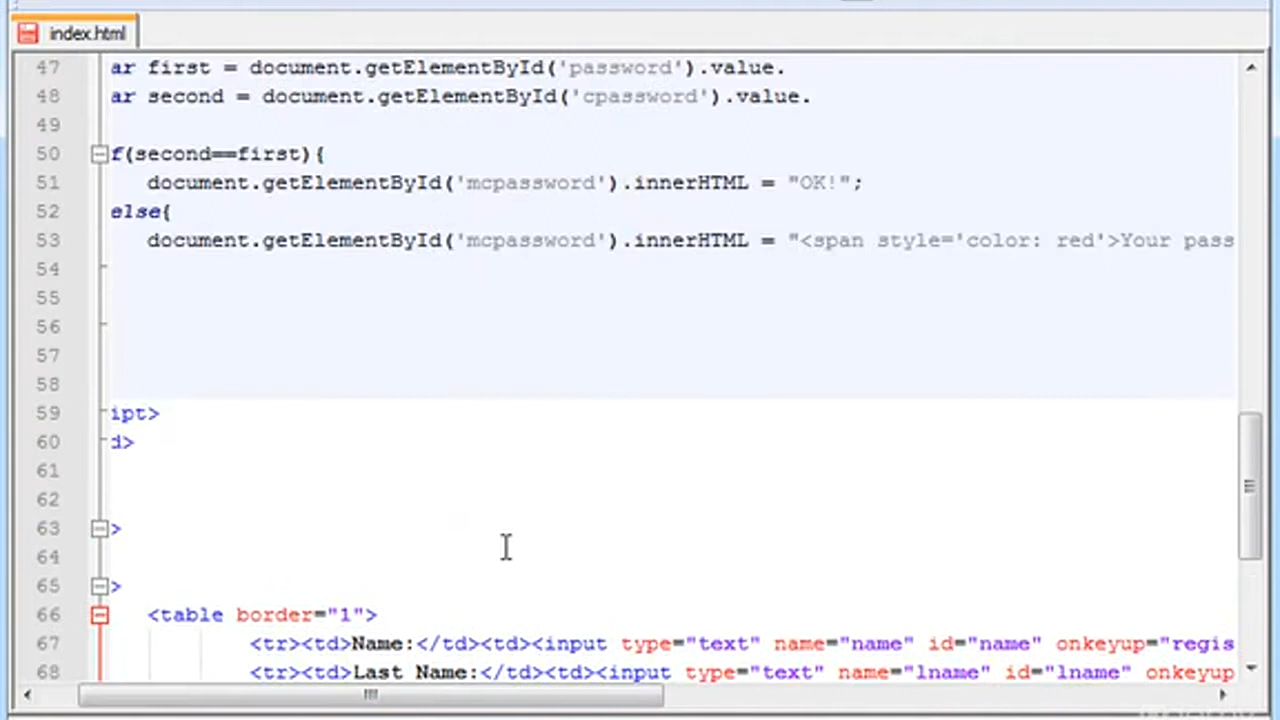 index.html
47 ar first = document.getElementById('password').value.
48 ar second = document.getElementById('cpassword').value.
49
50 f(second==first){
51 document.getElementById('mcpassword').innerHTML = "OK!";
52 else{
53 document.getElementById('mcpassword').innerHTML = "<span style='color: red'>Your pass
54
55
56
57
58
59 ipt>
60 d>
61
62
63 >
64
65 >
66 <table border="1">
67 <tr><td>Name:</td><td><input type="text" name="name" id="name" onkeyup="regis
68 <tr><td>Last Name:</td><td><input type="text" name="lname" id="lname" onkeyup